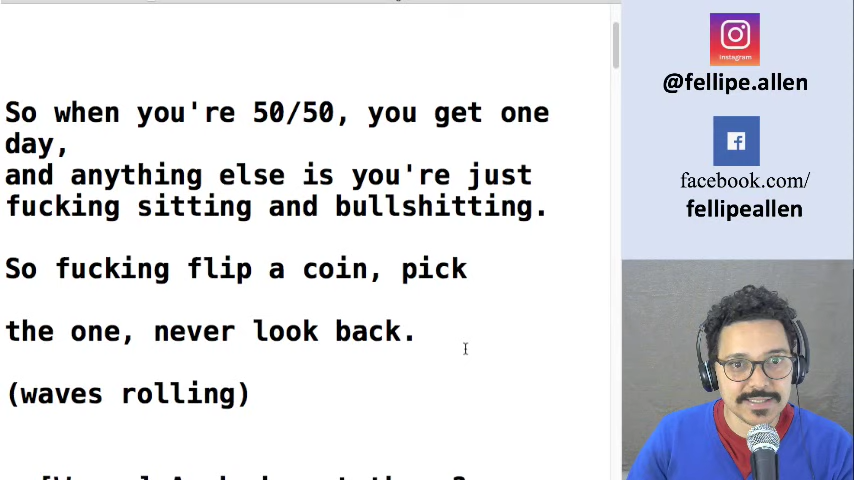 So when you're 50/50, you get one
day,
and anything else is you're just
fucking sitting and bullshitting.
So fucking flip a coin, pick
the one, never look back.
(waves rolling)
Instagram
@fellipe.allen
facebook.com/
fellipeallen